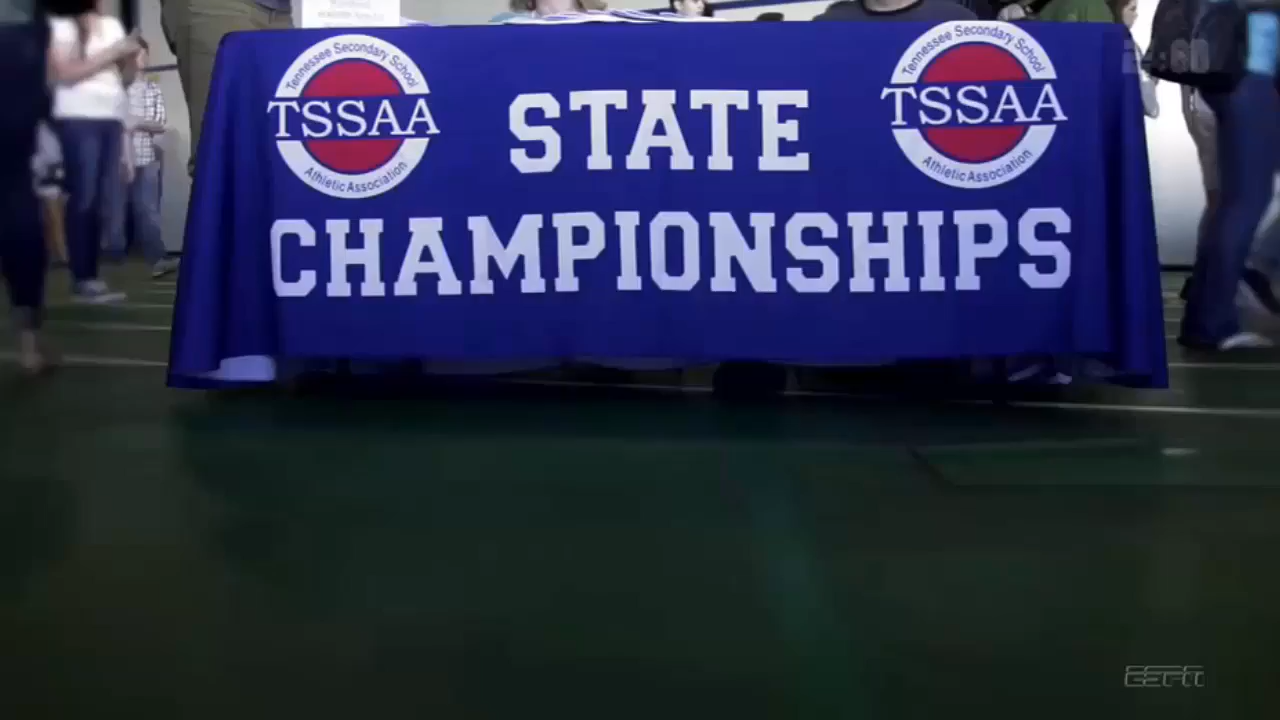 Tennessee Secondary School
TSSAA
Athletic Association
STATE
CHAMPIONSHIPS
Tennessee Secondary School
TSSAA
Athletic Association
ESPN